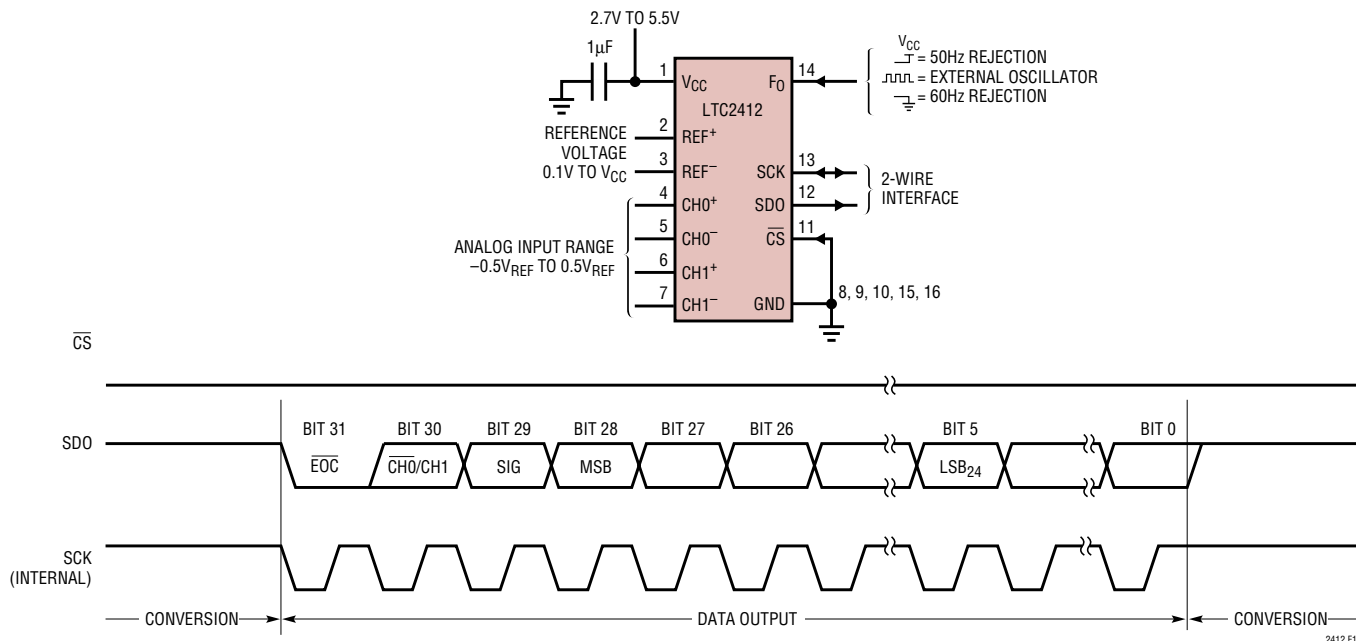 2.7V TO 5.5V
1µF
1
VCC
LTC2412
FO
14
VCC
= 50Hz REJECTION
= EXTERNAL OSCILLATOR
= 60Hz REJECTION
REFERENCE
VOLTAGE
0.1V TO VCC
2
REF+
3
REF–
SCK
13
SDO
12
2-WIRE
INTERFACE
ANALOG INPUT RANGE
–0.5VREF TO 0.5VREF
4
CH0+
5
CH0–
6
CH1+
7
CH1–
CS
11
GND
8, 9, 10, 15, 16
CS
SDO
BIT 31
BIT 30
BIT 29
BIT 28
BIT 27
BIT 26
BIT 5
BIT 0
EOC
CH0/CH1
SIG
MSB
LSB24
SCK
(INTERNAL)
CONVERSION
DATA OUTPUT
CONVERSION